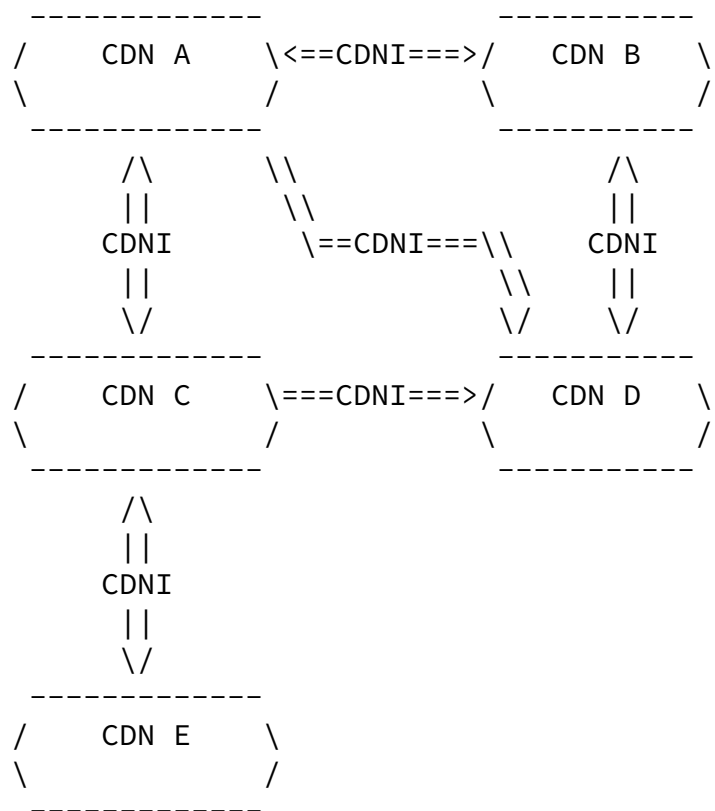 -------------             -----------
/    CDN A    \<==CDNI===>/   CDN B   \
\             /           \           /
 -------------             -----------
      /\      \\                 /\
      ||       \\                ||
     CDNI       \==CDNI===\\    CDNI
      ||                   \\    ||
      \/                   \/    \/
 -------------             -----------
/    CDN C    \===CDNI===>/   CDN D   \
\             /           \           /
 -------------             -----------
      /\
      ||
     CDNI
      ||
      \/
 -------------
/    CDN E    \
\             /
 -------------